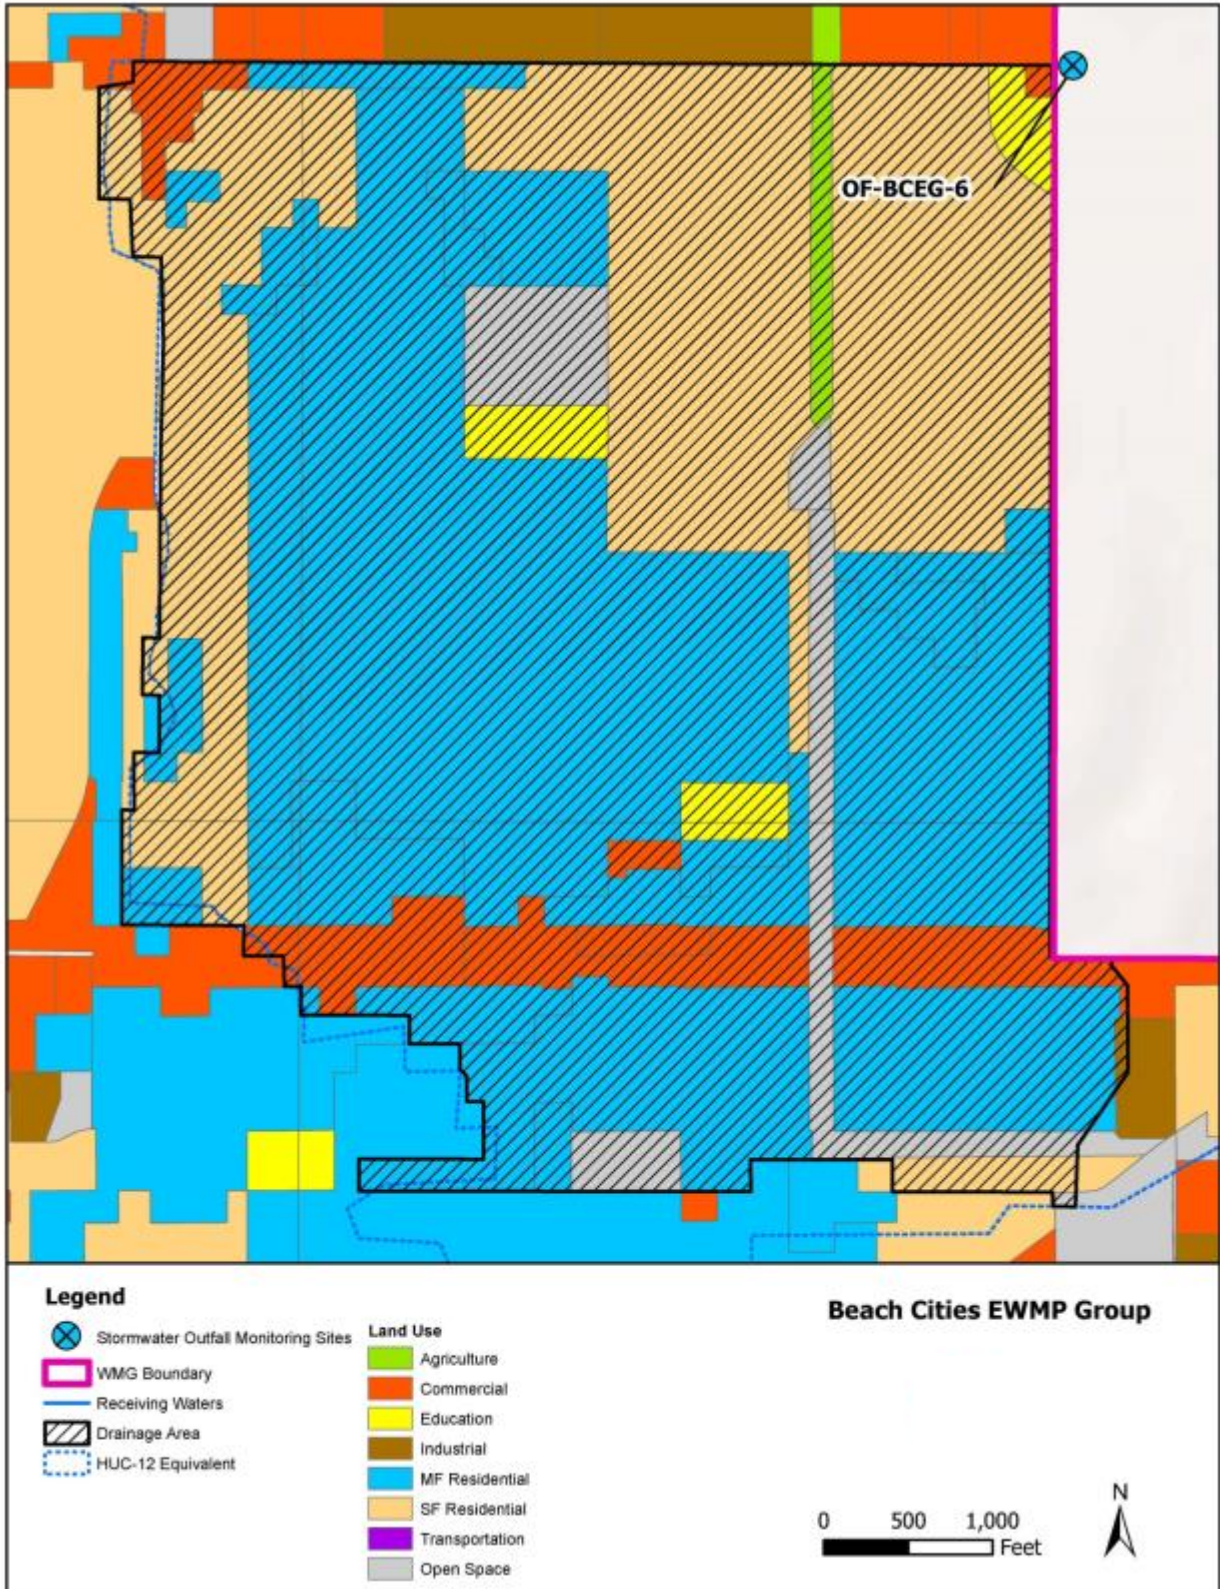 OF-BCEG-6
Legend
Stormwater Outfall Monitoring Sites
WMG Boundary
Receiving Waters
Drainage Area
HUC-12 Equivalent
Land Use
Agriculture
Commercial
Education
Industrial
MF Residential
SF Residential
Transportation
Open Space
Beach Cities EWMP Group
N
0 500 1,000
Feet